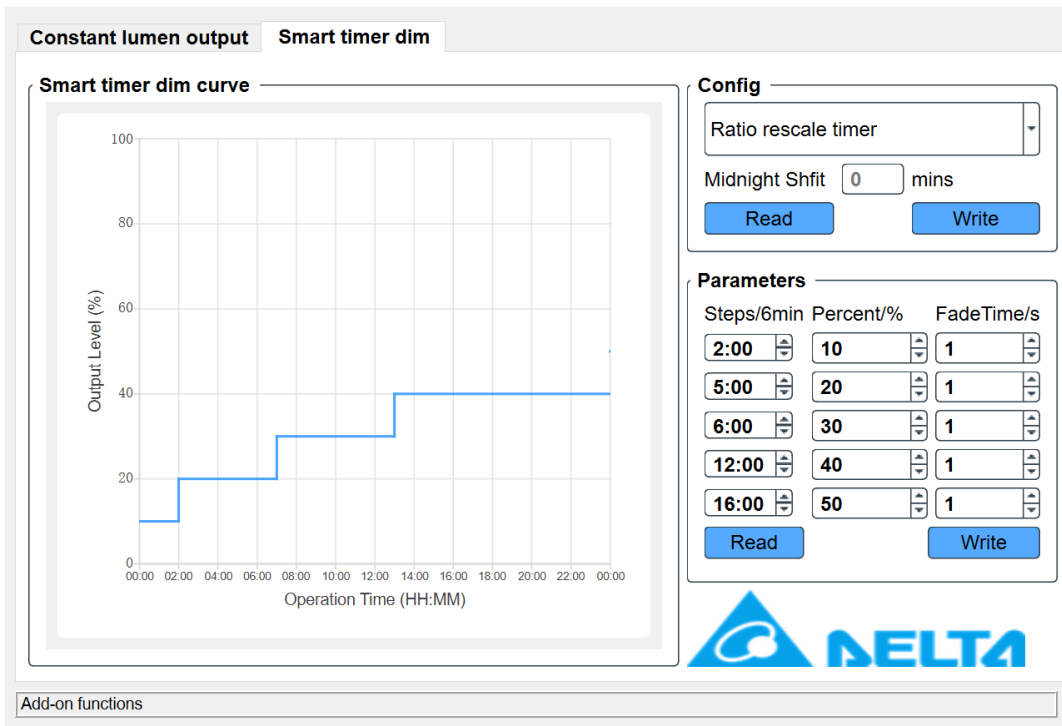 Constant lumen output
Smart timer dim
Smart timer dim curve
100
80
60
40
20
0
Output Level (%)
00:00 02:00 04:00 06:00 08:00 10:00 12:00 14:00 16:00 18:00 20:00 22:00 00:00
Operation Time (HH:MM)
Config
Ratio rescale timer
Midnight Shfit 0 mins
Read Write
Parameters
Steps/6min Percent/% FadeTime/s
2:00 10 1
5:00 20 1
6:00 30 1
12:00 40 1
16:00 50 1
Read Write
DELTA
Add-on functions